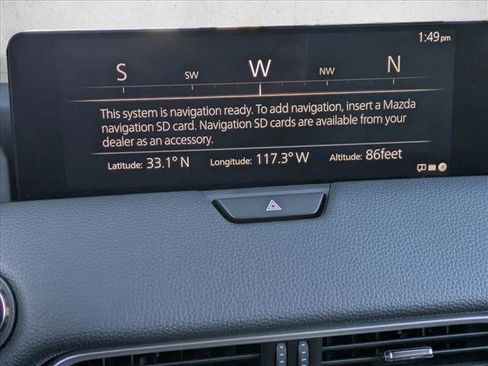 1:49pm
S SW W NW N
This system is navigation ready. To add navigation, insert a Mazda
navigation SD card. Navigation SD cards are available from your
dealer as an accessory.
Latitude: 33.1° N Longitude: 117.3° W Altitude: 86feet